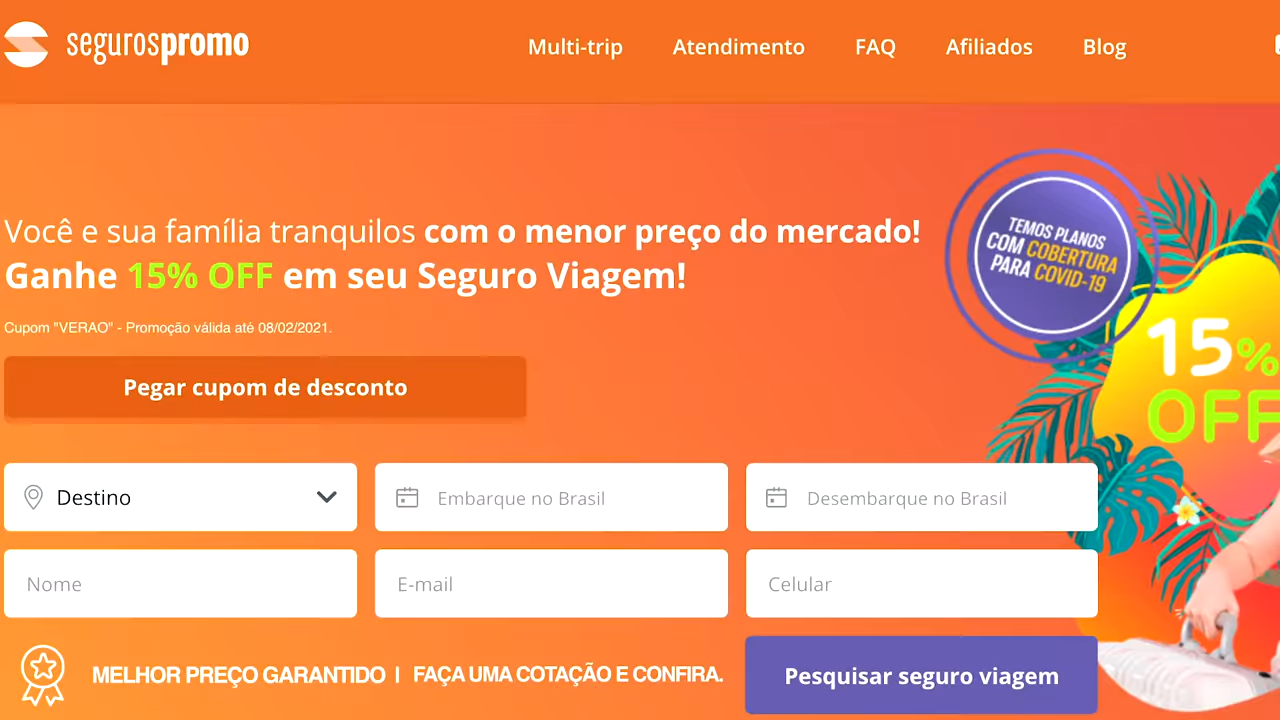 segurospromo
Multi-trip
Atendimento
FAQ
Afiliados
Blog
Você e sua família tranquilos com o menor preço do mercado!
Ganhe 15% OFF em seu Seguro Viagem!
Cupom "VERAO" - Promoção válida até 08/02/2021.
Pegar cupom de desconto
TEMOS PLANOS
COM COBERTURA
PARA COVID-19
15%
OFF
Destino
Embarque no Brasil
Desembarque no Brasil
Nome
E-mail
Celular
MELHOR PREÇO GARANTIDO | FAÇA UMA COTAÇÃO E CONFIRA.
Pesquisar seguro viagem